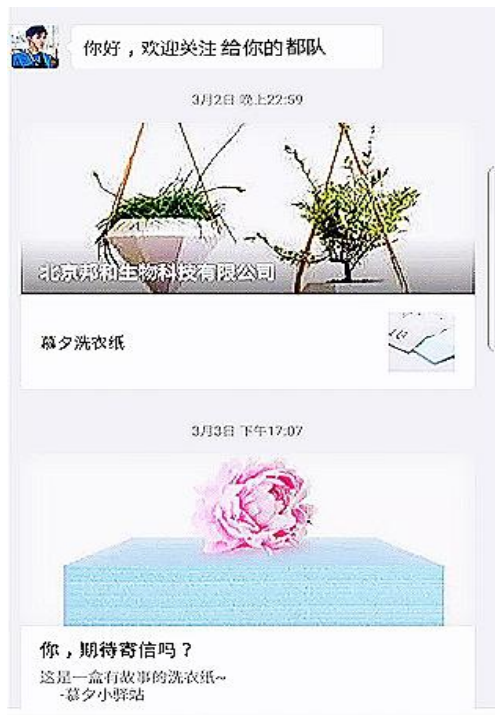 你好，欢迎关注 给你的都队
3月2日 晚上22:59
北京邦和生物科技有限公司
慕夕洗衣纸
3月3日 下午17:07
你，期待寄信吗？
这是一盒有故事的洗衣纸~
-慕夕小驿站